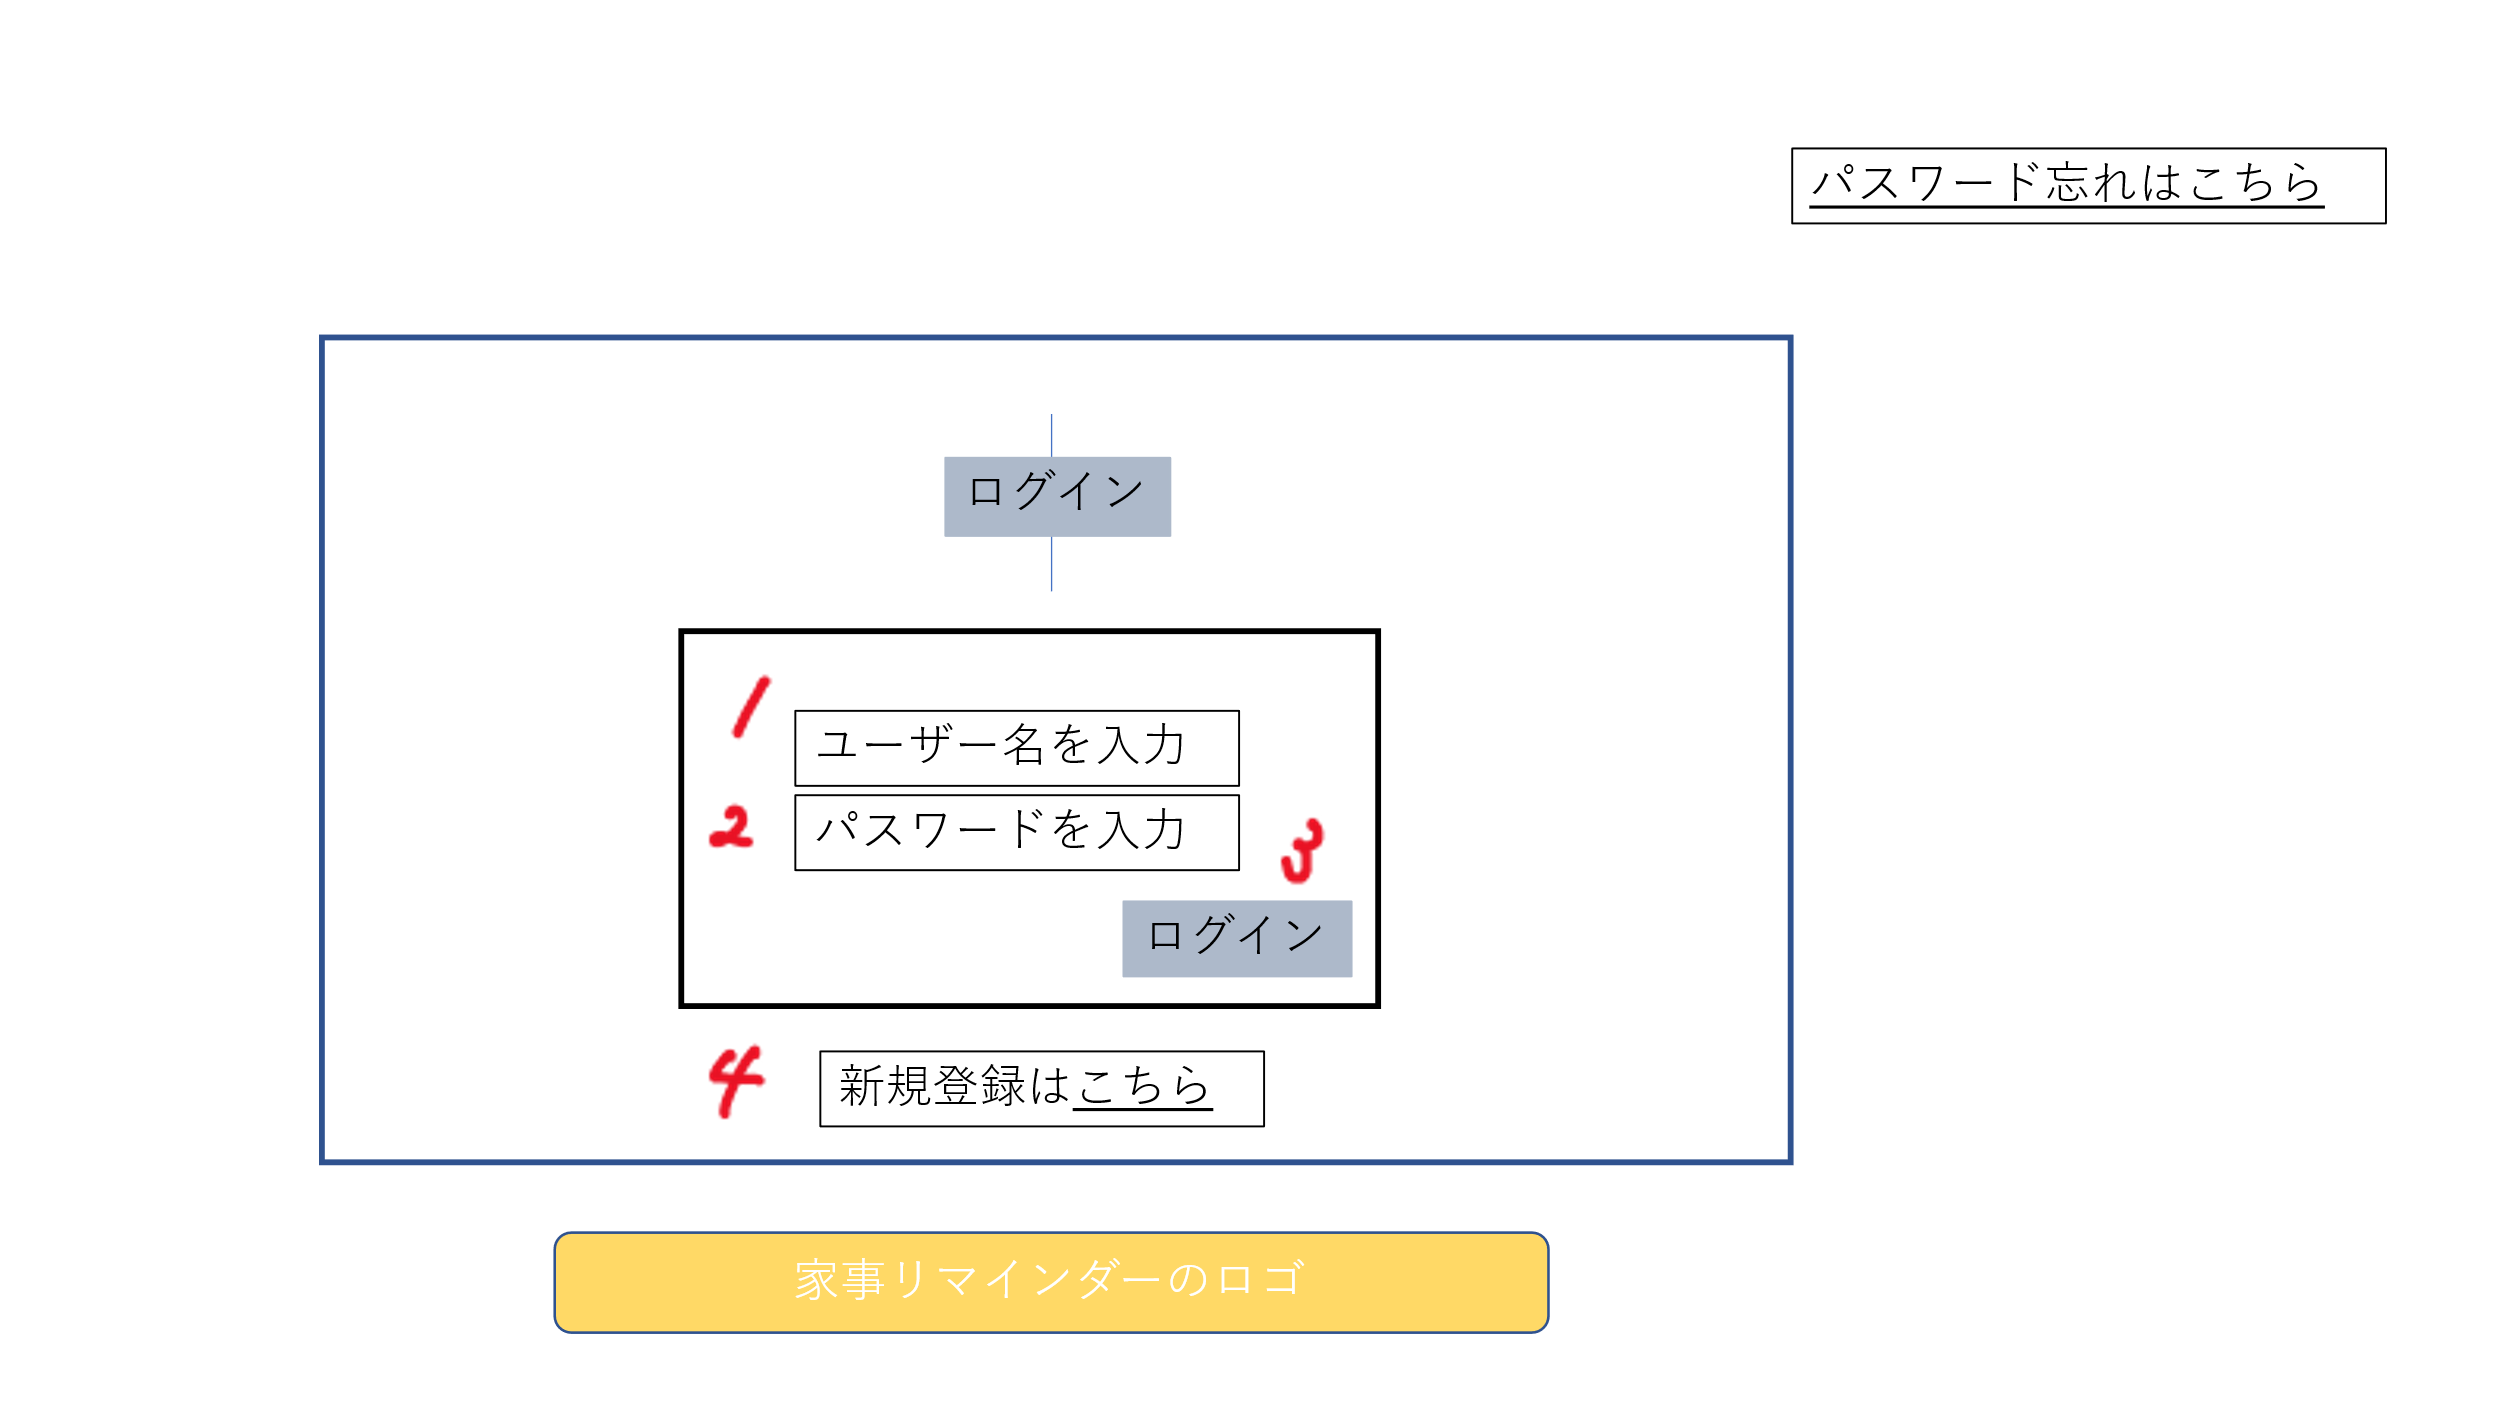 パスワード忘れはこちら
ログイン
1
ユーザー名を入力
2
パスワードを入力
3
ログイン
4
新規登録はこちら
家事リマインダーのロゴ